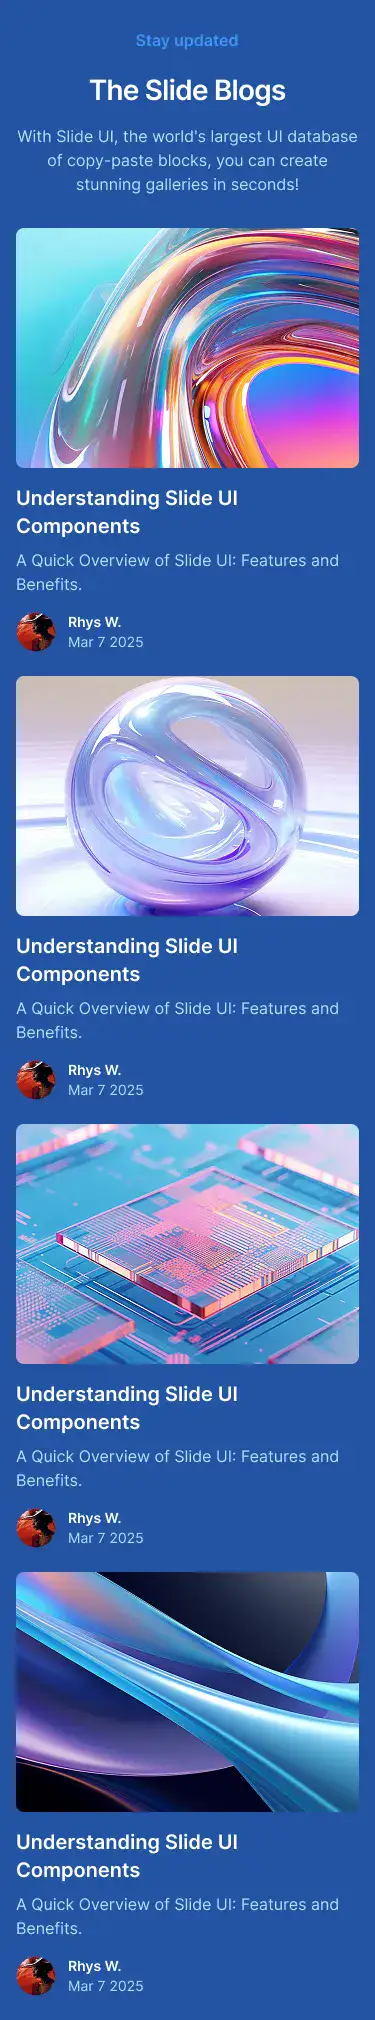 Stay updated
The Slide Blogs
With Slide UI, the world's largest UI database
of copy-paste blocks, you can create
stunning galleries in seconds!
Understanding Slide UI
Components
A Quick Overview of Slide UI: Features and
Benefits.
Rhys W.
Mar 7 2025
Understanding Slide UI
Components
A Quick Overview of Slide UI: Features and
Benefits.
Rhys W.
Mar 7 2025
Understanding Slide UI
Components
A Quick Overview of Slide UI: Features and
Benefits.
Rhys W.
Mar 7 2025
Understanding Slide UI
Components
A Quick Overview of Slide UI: Features and
Benefits.
Rhys W.
Mar 7 2025